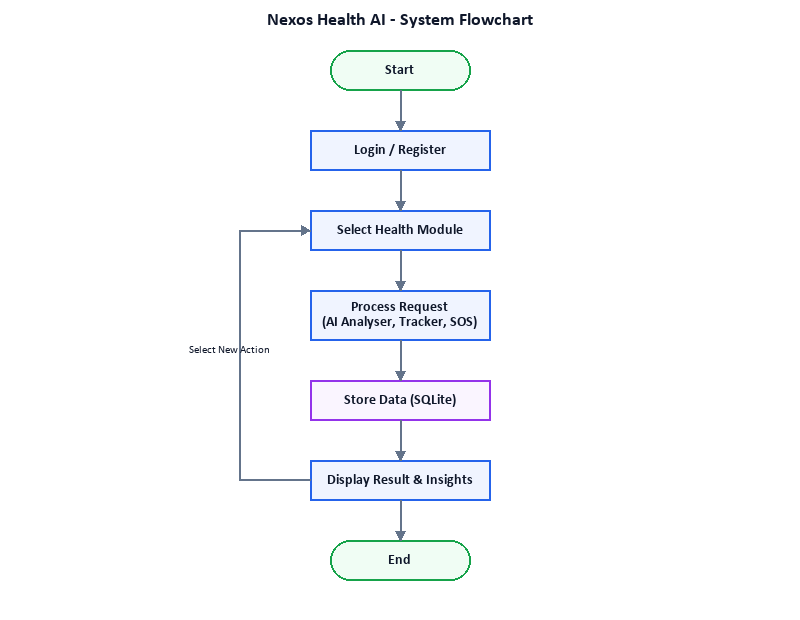 Nexos Health AI - System Flowchart
Start
Login / Register
Select Health Module
Process Request
(AI Analyser, Tracker, SOS)
Select New Action
Store Data (SQLite)
Display Result & Insights
End